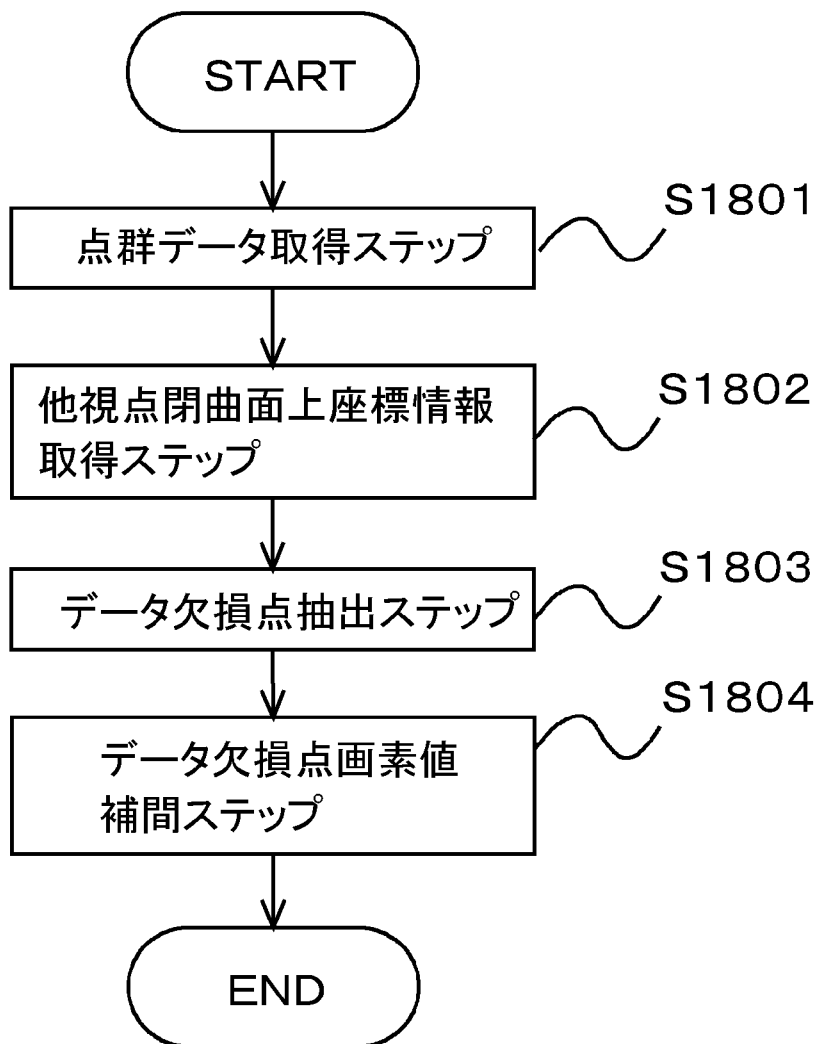 START
点群データ取得ステップ
S1801
他視点閉曲面上座標情報
取得ステップ
S1802
データ欠損点抽出ステップ
S1803
データ欠損点画素値
補間ステップ
S1804
END